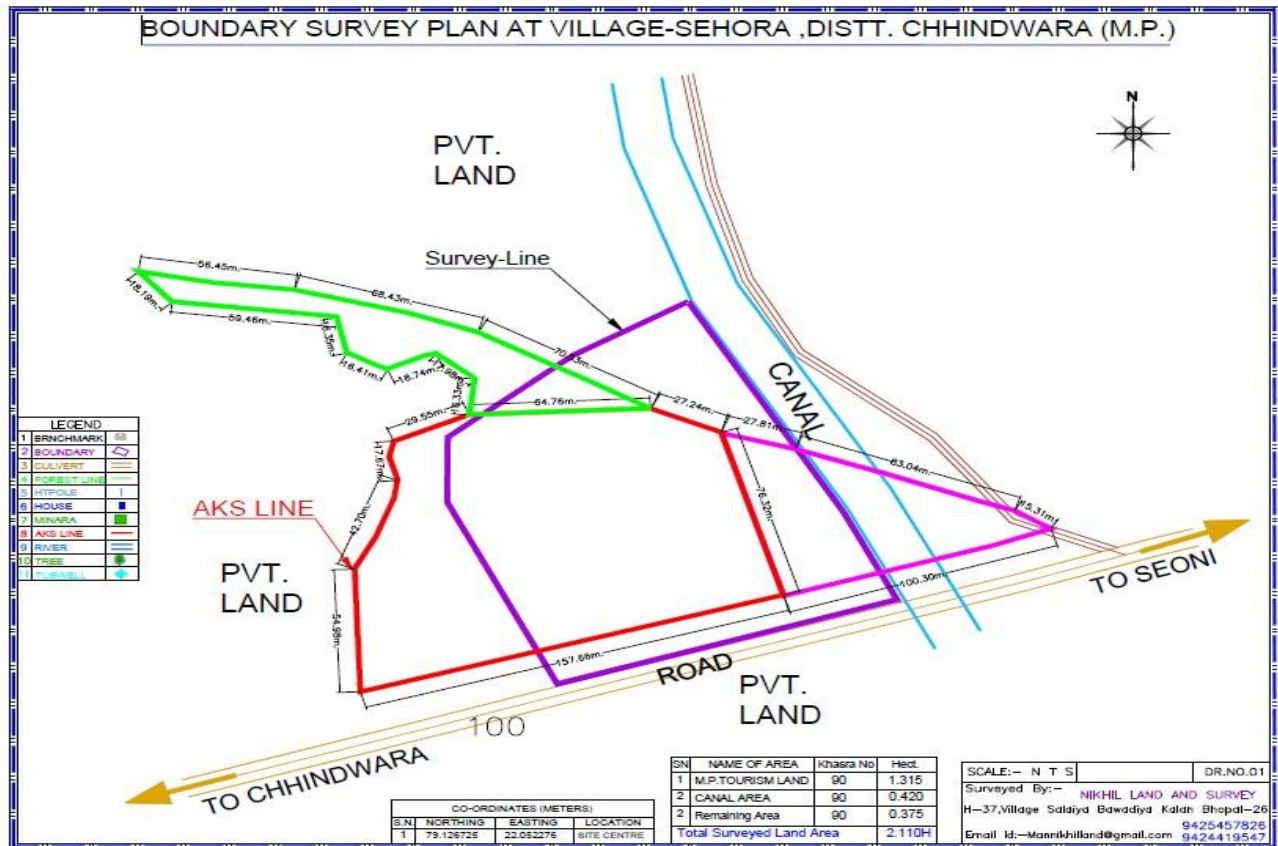 BOUNDARY SURVEY PLAN AT VILLAGE-SEHORA ,DISTT. CHHINDWARA (M.P.)
N
PVT.
LAND
Survey-Line
56.45m.
68.43m.
18.19m.
59.46m.
16.41m.
18.74m.
17.98m.
64.76m.
27.24m.
27.81m.
CANAL
29.55m.
17.67m.
76.32m.
63.04m.
42.70m.
AKS LINE
PVT.
LAND
54.98m.
100.30m.
157.66m.
TO SEONI
ROAD
PVT.
LAND
100
TO CHHINDWARA
LEGEND
1 BRNCHMARK
2 BOUNDARY
3 CULVERT
4 FOREST LINE
5 HTPOLE
6 HOUSE
7 MINARA
8 AKS LINE
9 RIVER
10 TREE
11 TUBWELL
CO-ORDINATES (METERS)
S.N. NORTHING EASTING LOCATION
1 79.126725 22.052276 SITE CENTRE
SN NAME OF AREA Khasra No Hect.
1 M.P.TOURISM LAND 90 1.315
2 CANAL AREA 90 0.420
2 Remaining Area 90 0.375
Total Surveyed Land Area 2.110H
SCALE:- N T S DR.NO.01
Surveyed By:- NIKHIL LAND AND SURVEY
H-37,Village Salaiya Bawadiya Kalan Bhopal-26
9425457826
Email Id:-Mannikhilland@gmail.com 9424419547